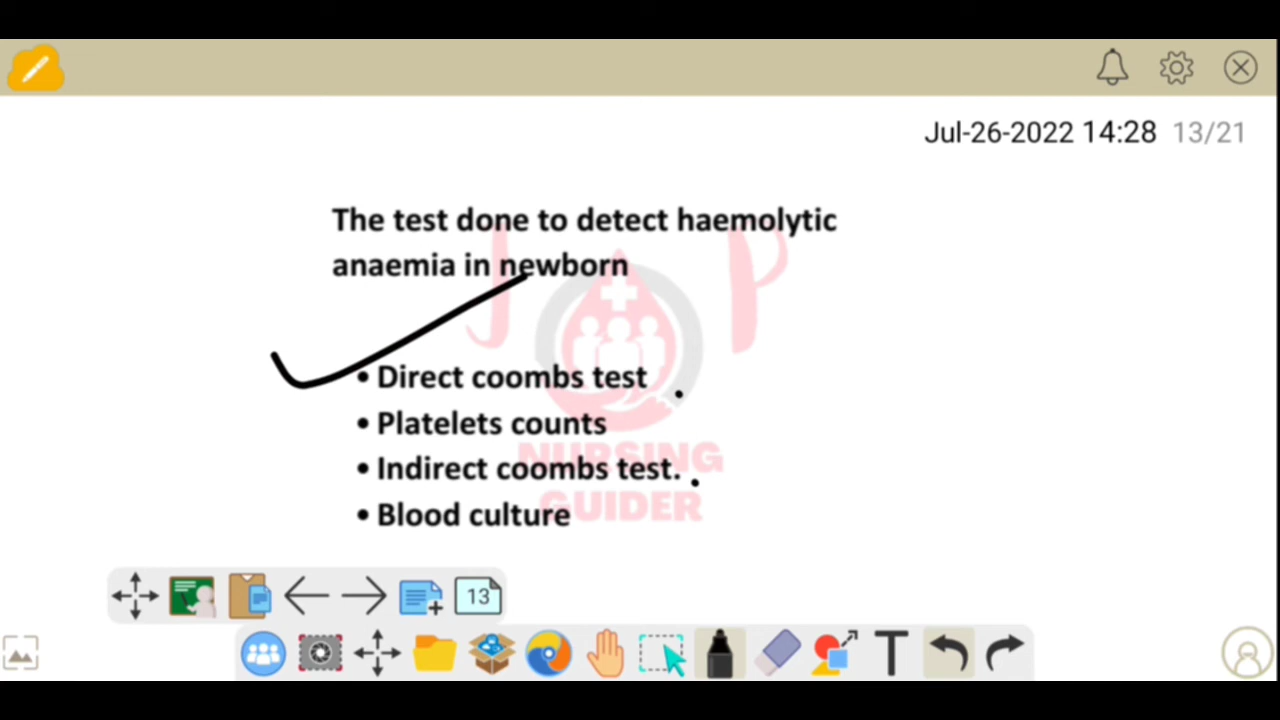 Jul-26-2022 14:28 13/21
The test done to detect haemolytic
anaemia in newborn
J P
• Direct coombs test
• Platelets counts
• Indirect coombs test.
• Blood culture
NURSING
GUIDER
13
T